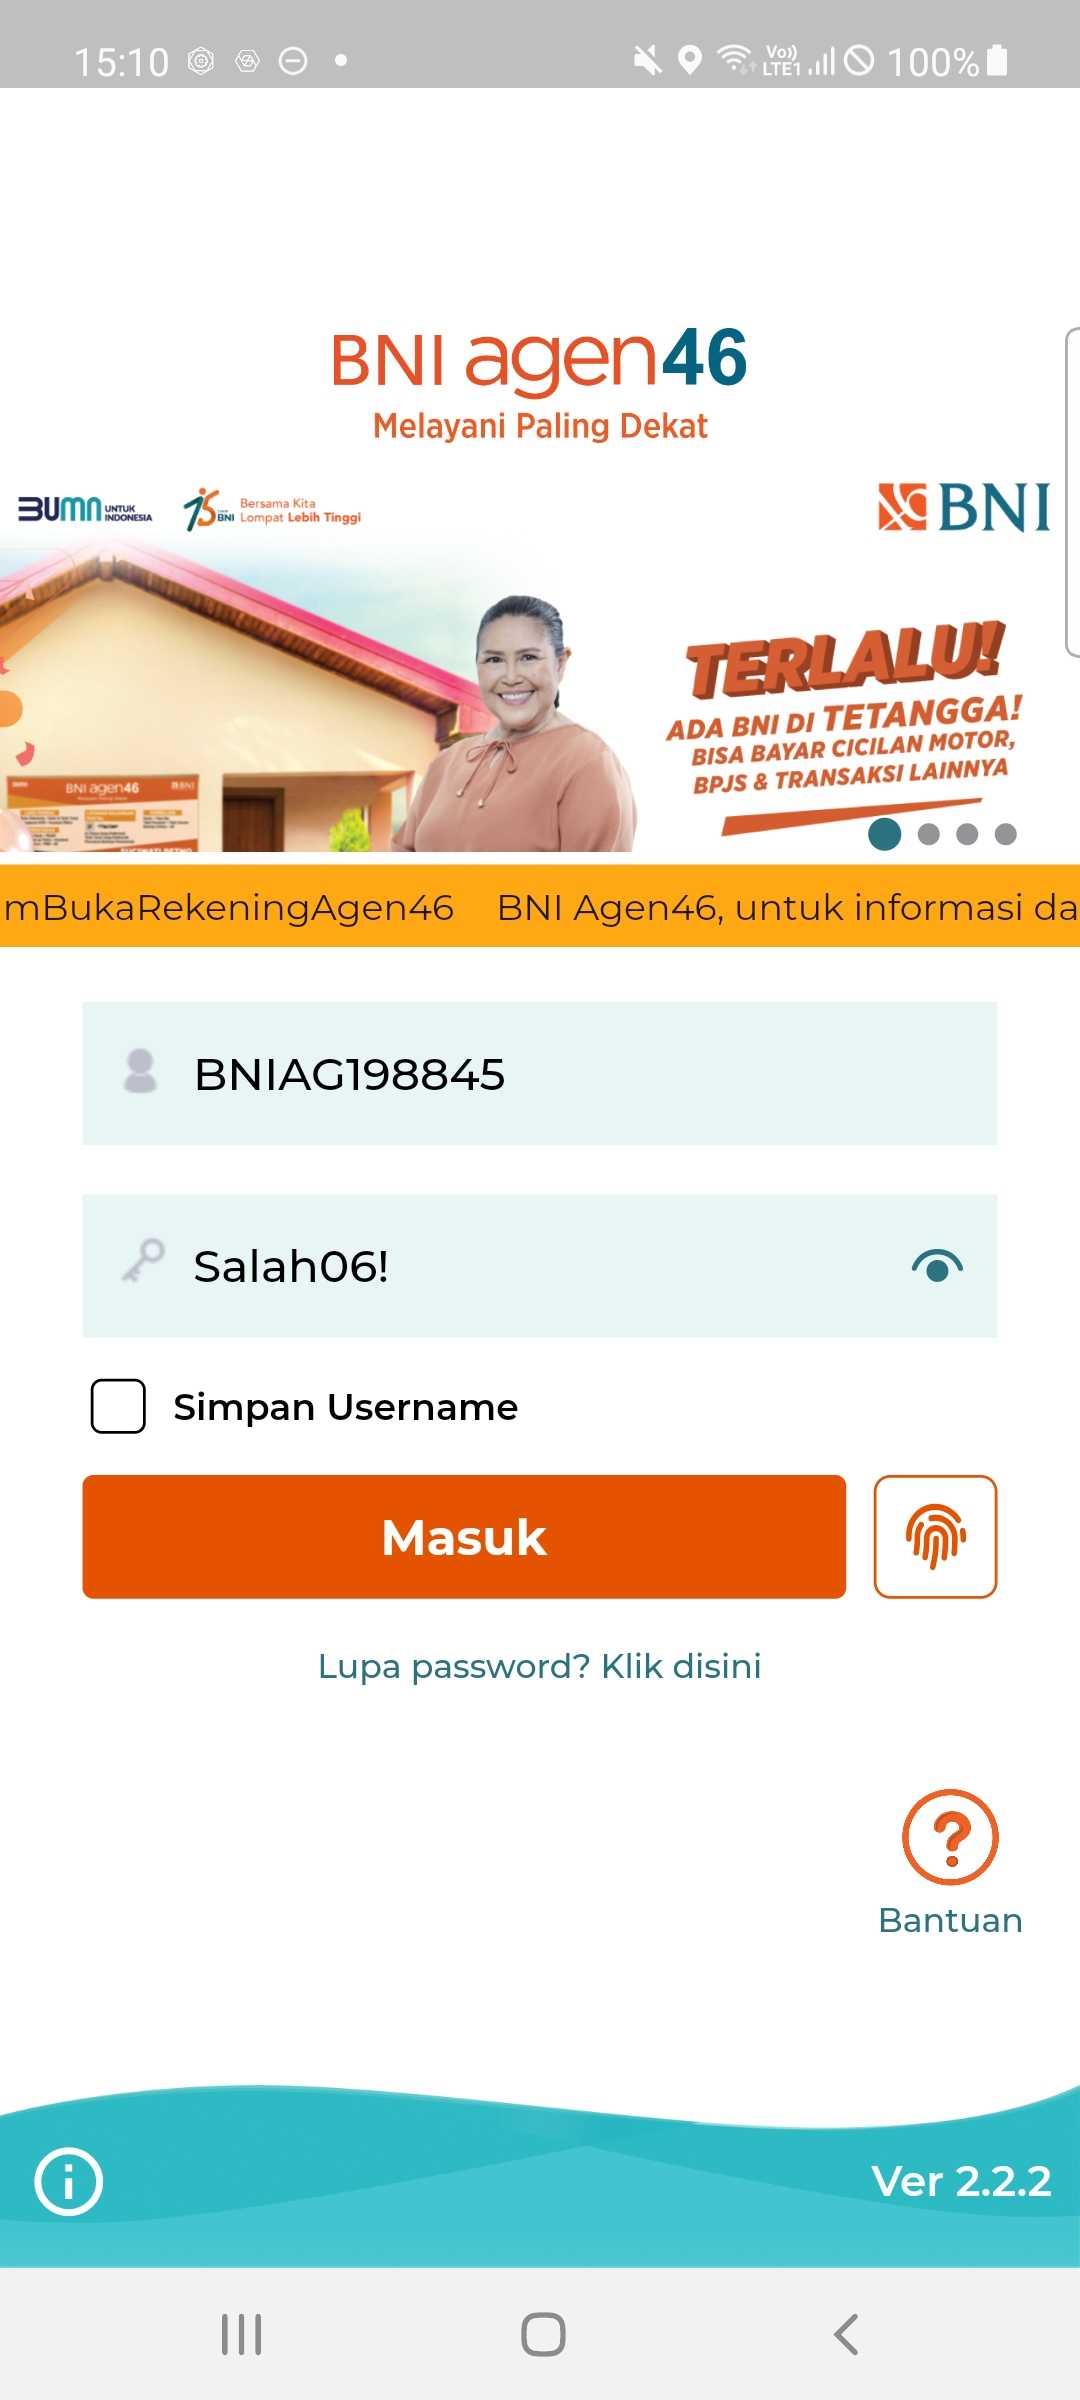 15:10
Vo))
LTE1
100%
BNI agen46
Melayani Paling Dekat
BUMN UNTUK INDONESIA
75 BNI
Bersama Kita
Lompat Lebih Tinggi
BNI
TERLALU!
ADA BNI DI TETANGGA!
BISA BAYAR CICILAN MOTOR,
BPJS & TRANSAKSI LAINNYA
BNI agen46
BNI
mBukaRekeningAgen46 BNI Agen46, untuk informasi da
BNIAG198845
Salah06!
Simpan Username
Masuk
Lupa password? Klik disini
Bantuan
Ver 2.2.2